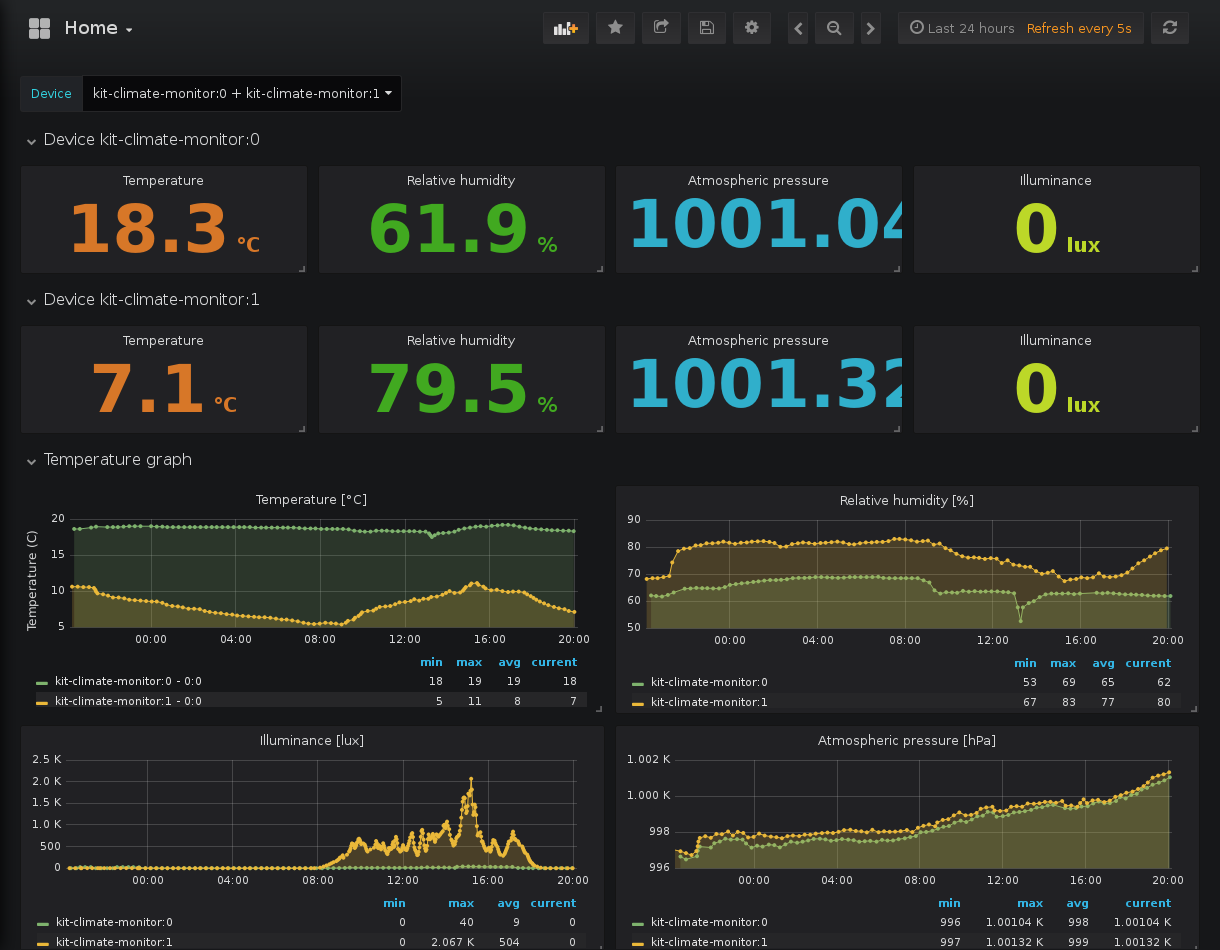 Home
Last 24 hours Refresh every 5s
Device kit-climate-monitor:0 + kit-climate-monitor:1
Device kit-climate-monitor:0
Temperature Relative humidity Atmospheric pressure Illuminance
18.3 °C 61.9 % 1001.04 0 lux
Device kit-climate-monitor:1
Temperature Relative humidity Atmospheric pressure Illuminance
7.1 °C 79.5 % 1001.32 0 lux
Temperature graph
Temperature [°C]
Temperature (C)
20
15
10
5
00:00 04:00 08:00 12:00 16:00 20:00
min max avg current
kit-climate-monitor:0 - 0:0 18 19 19 18
kit-climate-monitor:1 - 0:0 5 11 8 7
Relative humidity [%]
90
80
70
60
50
00:00 04:00 08:00 12:00 16:00 20:00
min max avg current
kit-climate-monitor:0 53 69 65 62
kit-climate-monitor:1 67 83 77 80
Illuminance [lux]
2.5 K
2.0 K
1.5 K
1.0 K
500
0
00:00 04:00 08:00 12:00 16:00 20:00
min max avg current
kit-climate-monitor:0 0 40 9 0
kit-climate-monitor:1 0 2.067 K 504 0
Atmospheric pressure [hPa]
1.002 K
1.000 K
998
996
00:00 04:00 08:00 12:00 16:00 20:00
min max avg current
kit-climate-monitor:0 996 1.00104 K 998 1.00104 K
kit-climate-monitor:1 997 1.00132 K 999 1.00132 K